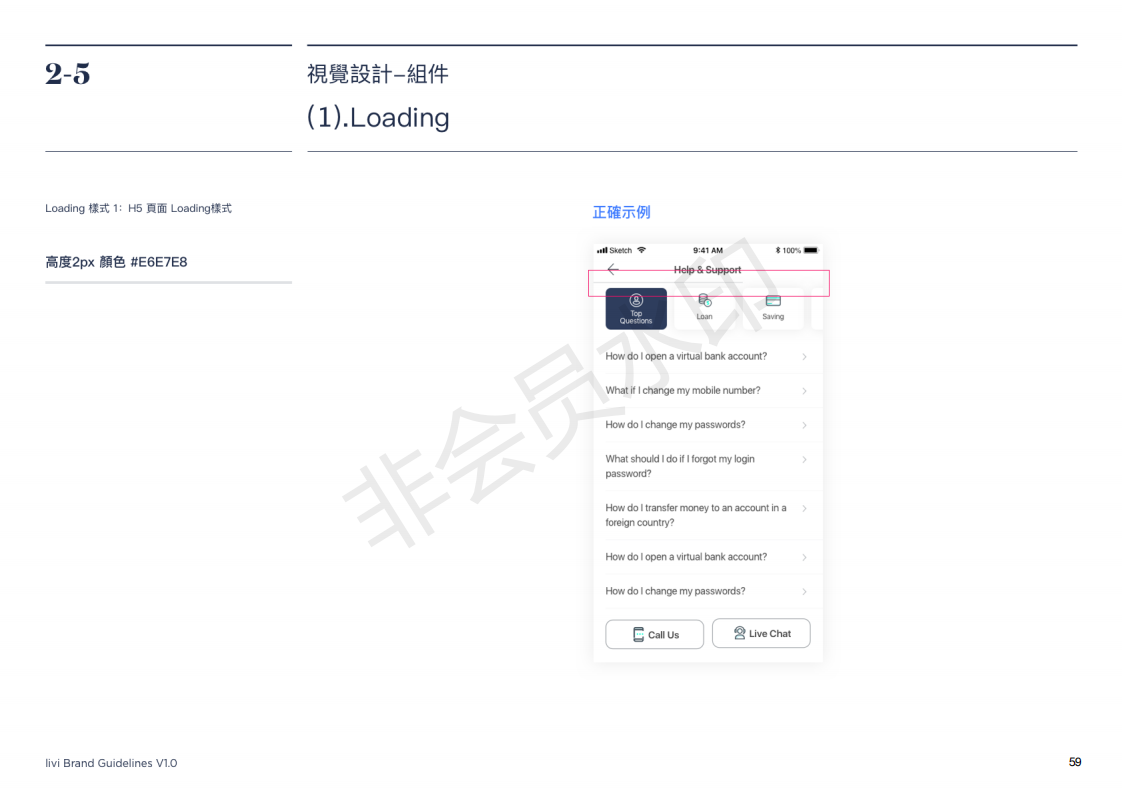 2-5
視覺設計–組件
(1).Loading
Loading 樣式 1：H5 頁面 Loading樣式
高度2px 顏色 #E6E7E8
正確示例
Sketch 9:41 AM 100%
Help & Support
Top
Questions
Loan
Saving
How do I open a virtual bank account?
What if I change my mobile number?
How do I change my passwords?
What should I do if I forgot my login
password?
How do I transfer money to an account in a
foreign country?
How do I open a virtual bank account?
How do I change my passwords?
Call Us
Live Chat
非会员水印
livi Brand Guidelines V1.0
59